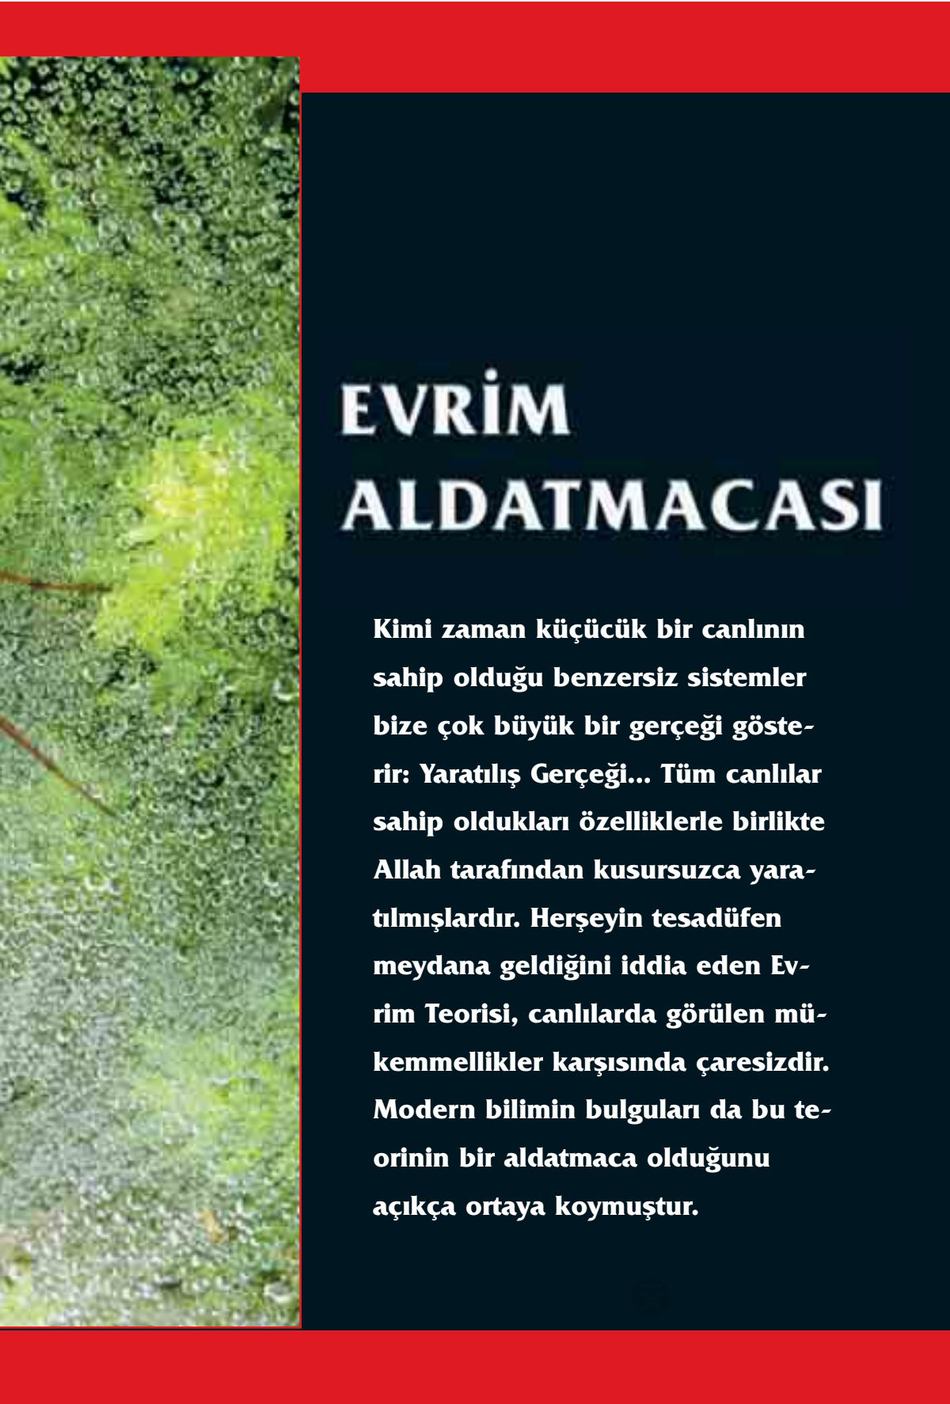 EVRİM
ALDATMACASI
Kimi zaman küçücük bir canlının
sahip olduğu benzersiz sistemler
bize çok büyük bir gerçeği göste-
rir: Yaratılış Gerçeği... Tüm canlılar
sahip oldukları özelliklerle birlikte
Allah tarafından kusursuzca yara-
tılmışlardır. Herşeyin tesadüfen
meydana geldiğini iddia eden Ev-
rim Teorisi, canlılarda görülen mü-
kemmellikler karşısında çaresizdir.
Modern bilimin bulguları da bu te-
orinin bir aldatmaca olduğunu
açıkça ortaya koymuştur.